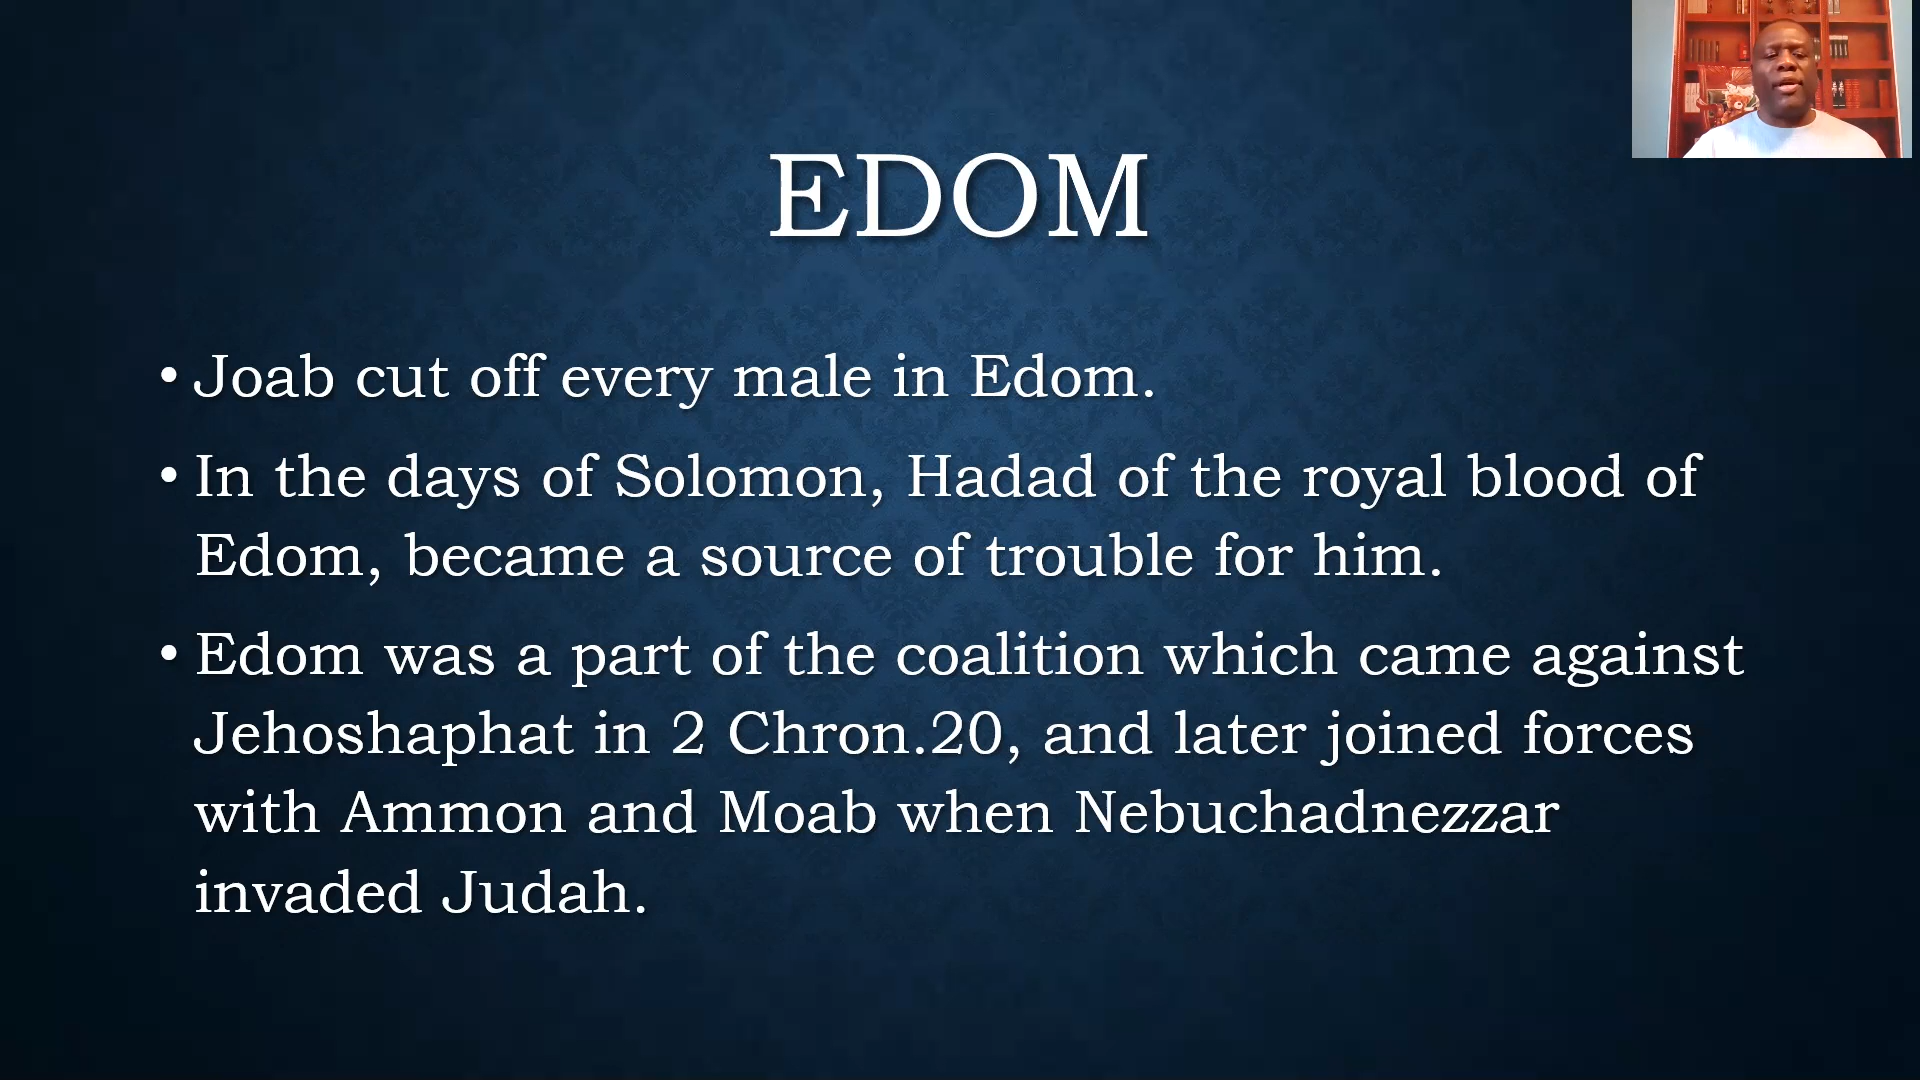 EDOM
• Joab cut off every male in Edom.
• In the days of Solomon, Hadad of the royal blood of
Edom, became a source of trouble for him.
• Edom was a part of the coalition which came against
Jehoshaphat in 2 Chron.20, and later joined forces
with Ammon and Moab when Nebuchadnezzar
invaded Judah.